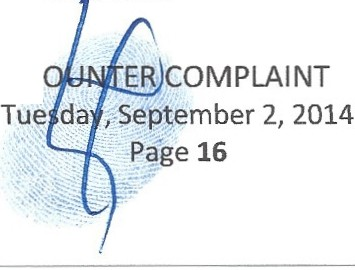 OUNTER COMPLAINT
Tuesday, September 2, 2014
Page 16